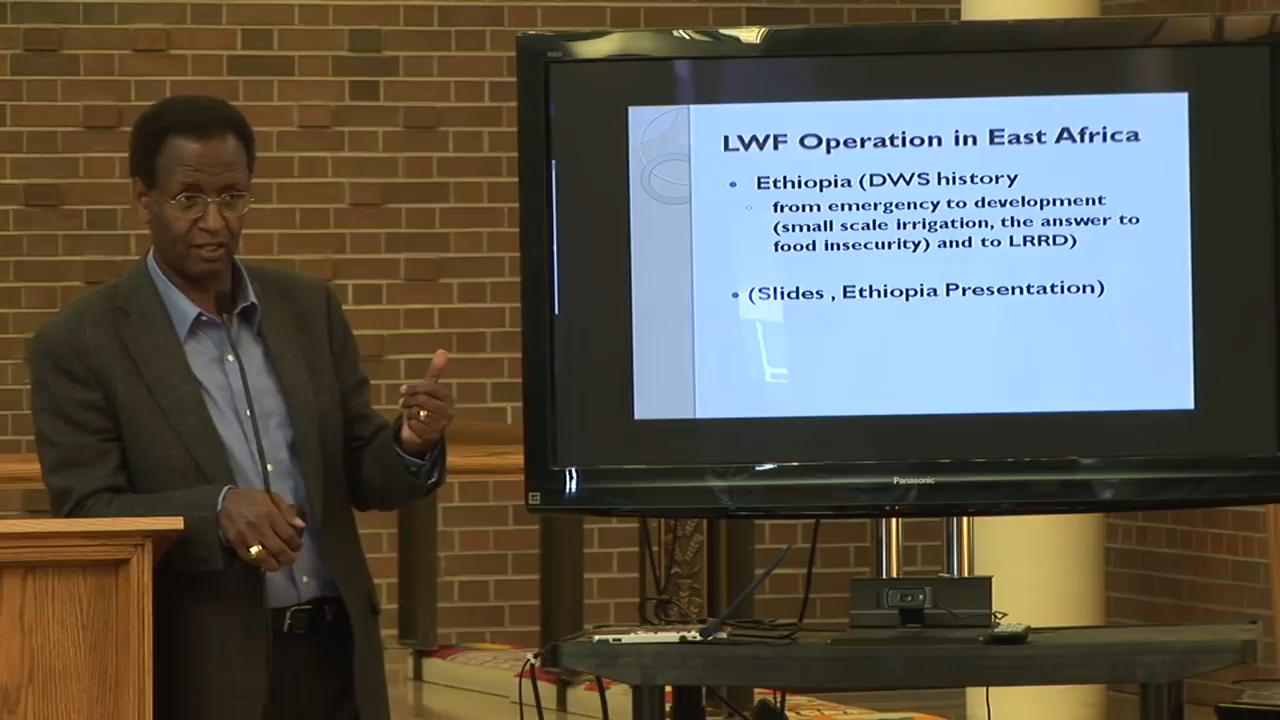 LWF Operation in East Africa
Ethiopia (DWS history
from emergency to development
(small scale irrigation, the answer to
food insecurity) and to LRRD)
(Slides , Ethiopia Presentation)
Panasonic